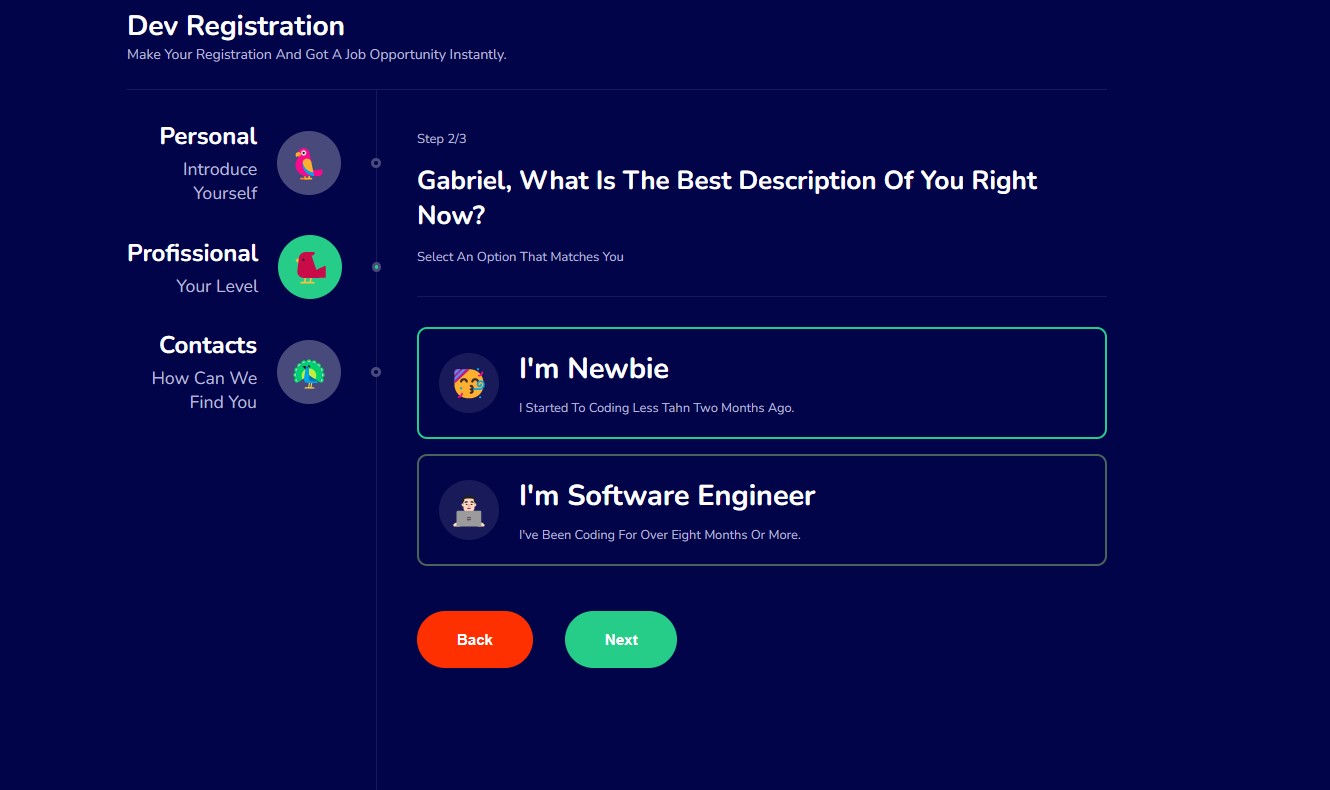 Dev Registration
Make Your Registration And Got A Job Opportunity Instantly.
Personal
Introduce
Yourself
Profissional
Your Level
Contacts
How Can We
Find You
Step 2/3
Gabriel, What Is The Best Description Of You Right
Now?
Select An Option That Matches You
I'm Newbie
I Started To Coding Less Tahn Two Months Ago.
I'm Software Engineer
I've Been Coding For Over Eight Months Or More.
Back
Next